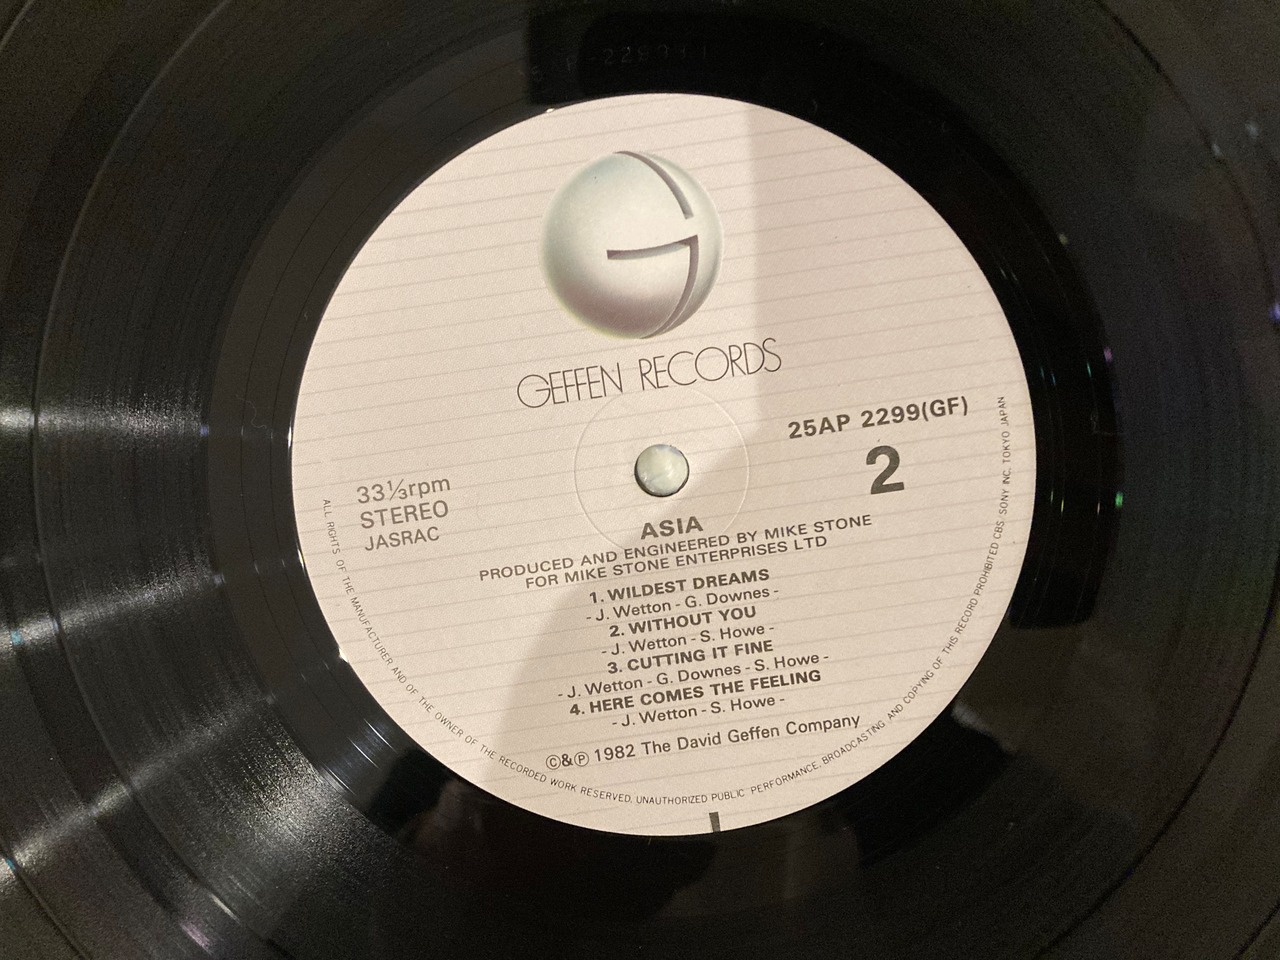 GEFFEN RECORDS
25AP 2299(GF)
2
33⅓rpm
STEREO
JASRAC
ASIA
PRODUCED AND ENGINEERED BY MIKE STONE
FOR MIKE STONE ENTERPRISES LTD
1. WILDEST DREAMS
- J. Wetton - G. Downes -
2. WITHOUT YOU
- J. Wetton - S. Howe -
3. CUTTING IT FINE
- J. Wetton - G. Downes - S. Howe -
4. HERE COMES THE FEELING
- J. Wetton - S. Howe -
©&℗ 1982 The David Geffen Company
ALL RIGHTS OF THE MANUFACTURER AND OF THE OWNER OF THE RECORDED WORK RESERVED. UNAUTHORIZED PUBLIC PERFORMANCE, BROADCASTING AND COPYING OF THIS RECORD PROHIBITED CBS/SONY INC. TOKYO JAPAN